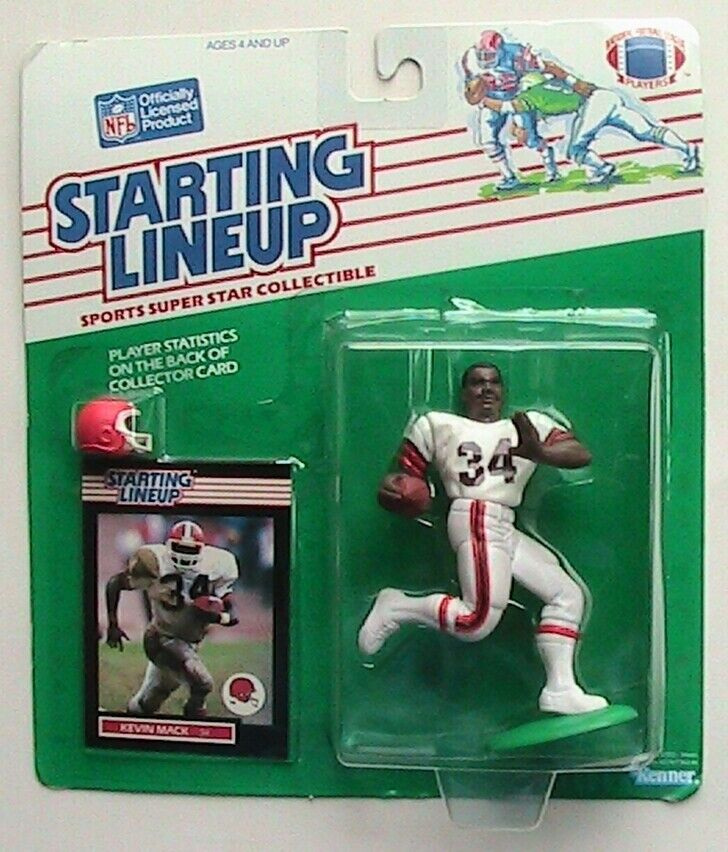 AGES 4 AND UP
NFL
Officially
Licensed
Product
PLAYERS
STARTING
LINEUP
SPORTS SUPER STAR COLLECTIBLE
PLAYER STATISTICS
ON THE BACK OF
COLLECTOR CARD
34
STARTING
LINEUP
34
KEVIN MACK
Kenner